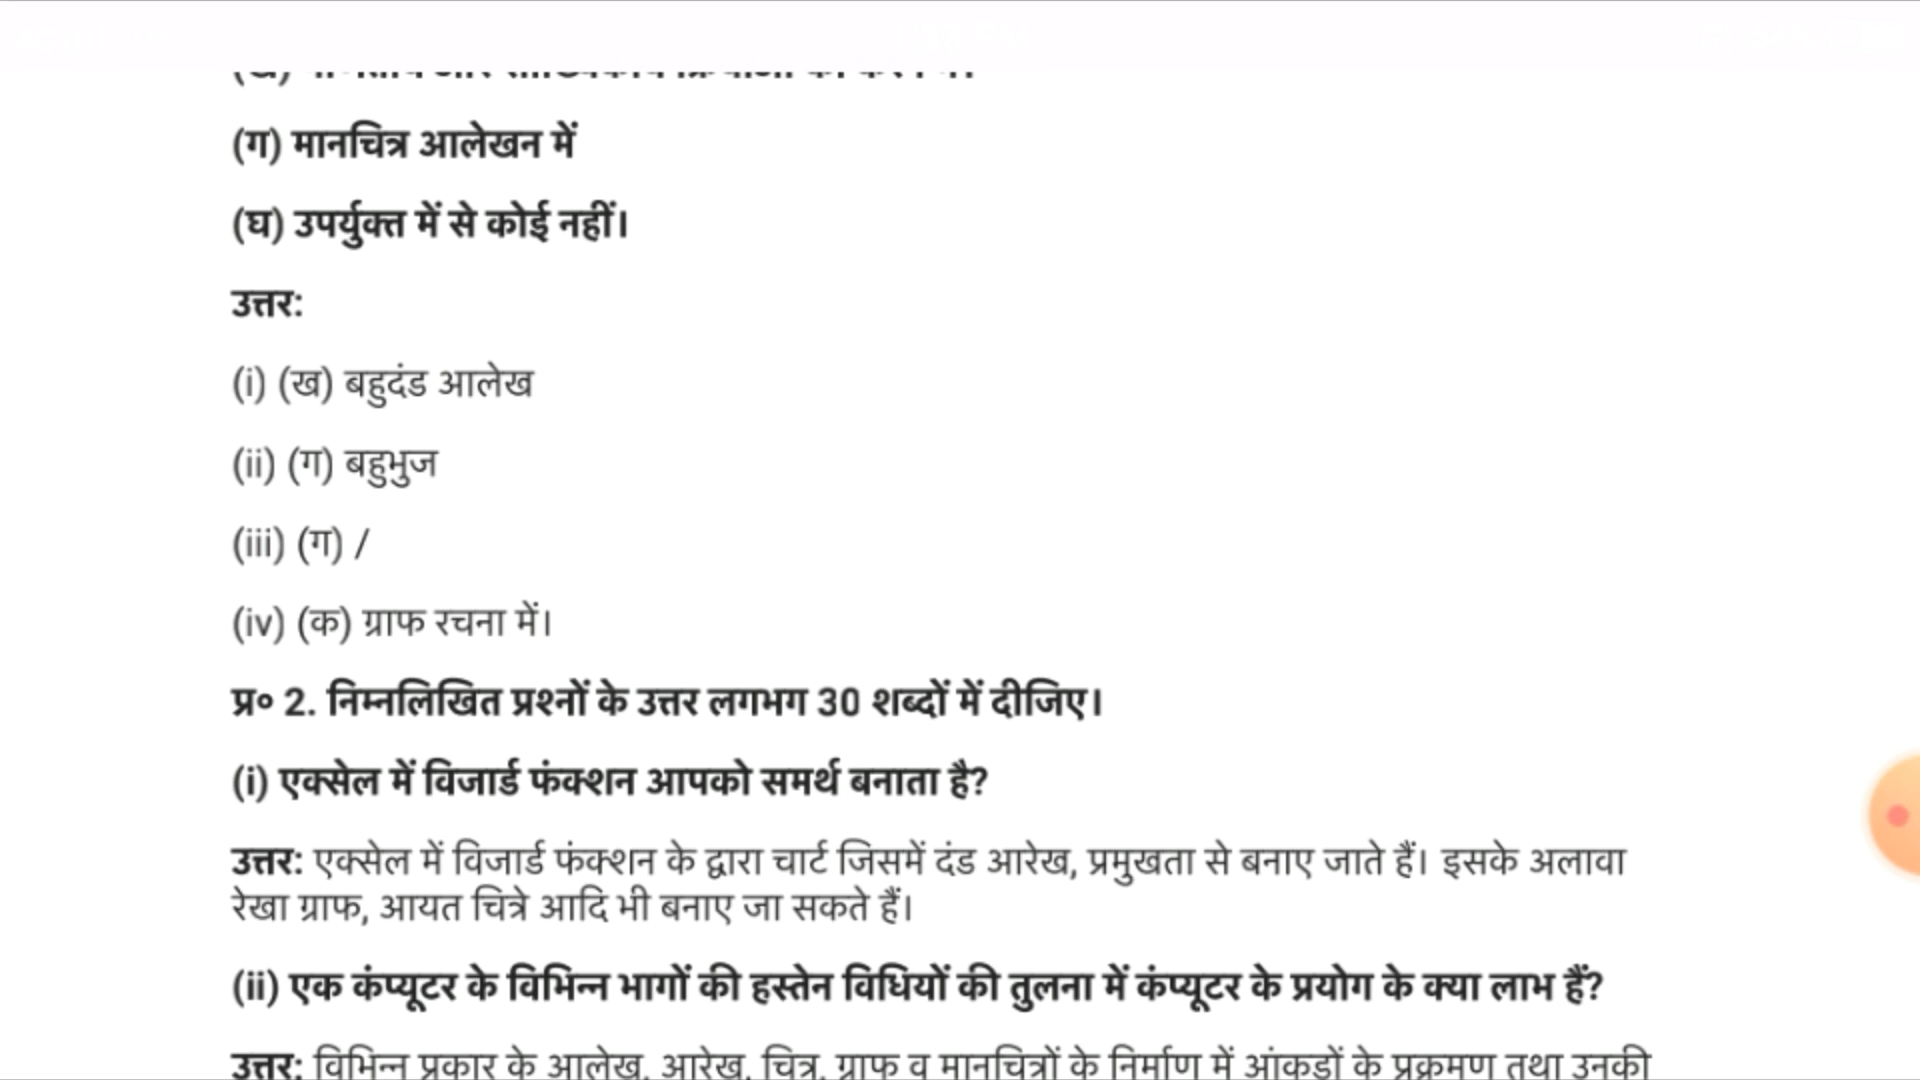 (ग) मानचित्र आलेखन में
(घ) उपर्युक्त में से कोई नहीं।
उत्तर:
(i) (ख) बहुदंड आलेख
(ii) (ग) बहुभुज
(iii) (ग) /
(iv) (क) ग्राफ रचना में।
प्र० 2. निम्नलिखित प्रश्नों के उत्तर लगभग 30 शब्दों में दीजिए।
(i) एक्सेल में विजार्ड फंक्शन आपको समर्थ बनाता है?
उत्तर: एक्सेल में विजार्ड फंक्शन के द्वारा चार्ट जिसमें दंड आरेख, प्रमुखता से बनाए जाते हैं। इसके अलावा
रेखा ग्राफ, आयत चित्रे आदि भी बनाए जा सकते हैं।
(ii) एक कंप्यूटर के विभिन्न भागों की हस्तेन विधियों की तुलना में कंप्यूटर के प्रयोग के क्या लाभ हैं?
उत्तर: विभिन्न प्रकार के आलेख, आरेख, चित्र, ग्राफ व मानचित्रों के निर्माण में आंकड़ों के प्रक्रमण तथा उनकी